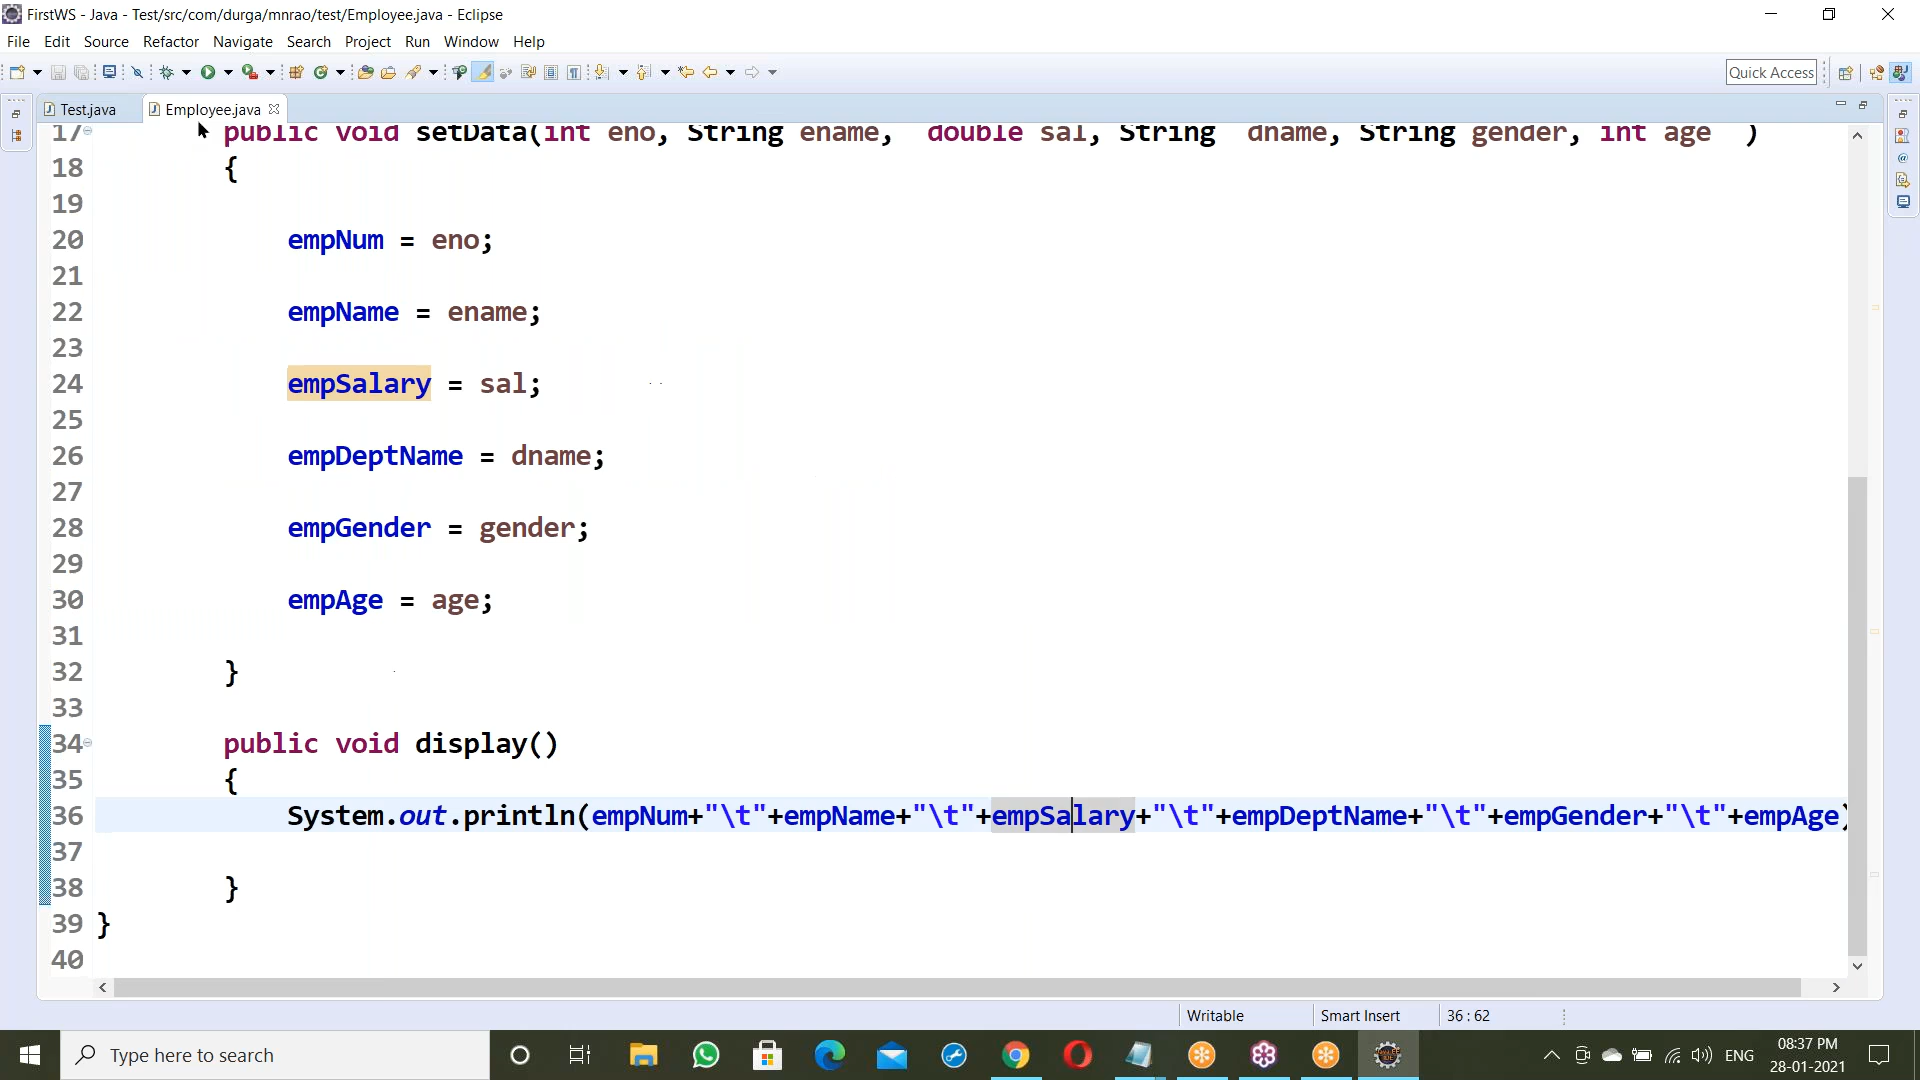 FirstWS - Java - Test/src/com/durga/mnrao/test/Employee.java - Eclipse
File Edit Source Refactor Navigate Search Project Run Window Help
Quick Access
Test.java Employee.java
17 public void setData(int eno, String ename, double sal, String dname, String gender, int age )
18 {
19
20 empNum = eno;
21
22 empName = ename;
23
24 empSalary = sal;
25
26 empDeptName = dname;
27
28 empGender = gender;
29
30 empAge = age;
31
32 }
33
34 public void display()
35 {
36 System.out.println(empNum+"\t"+empName+"\t"+empSalary+"\t"+empDeptName+"\t"+empGender+"\t"+empAge)
37
38 }
39 }
40
Writable Smart Insert 36 : 62
Type here to search
ENG
08:37 PM
28-01-2021